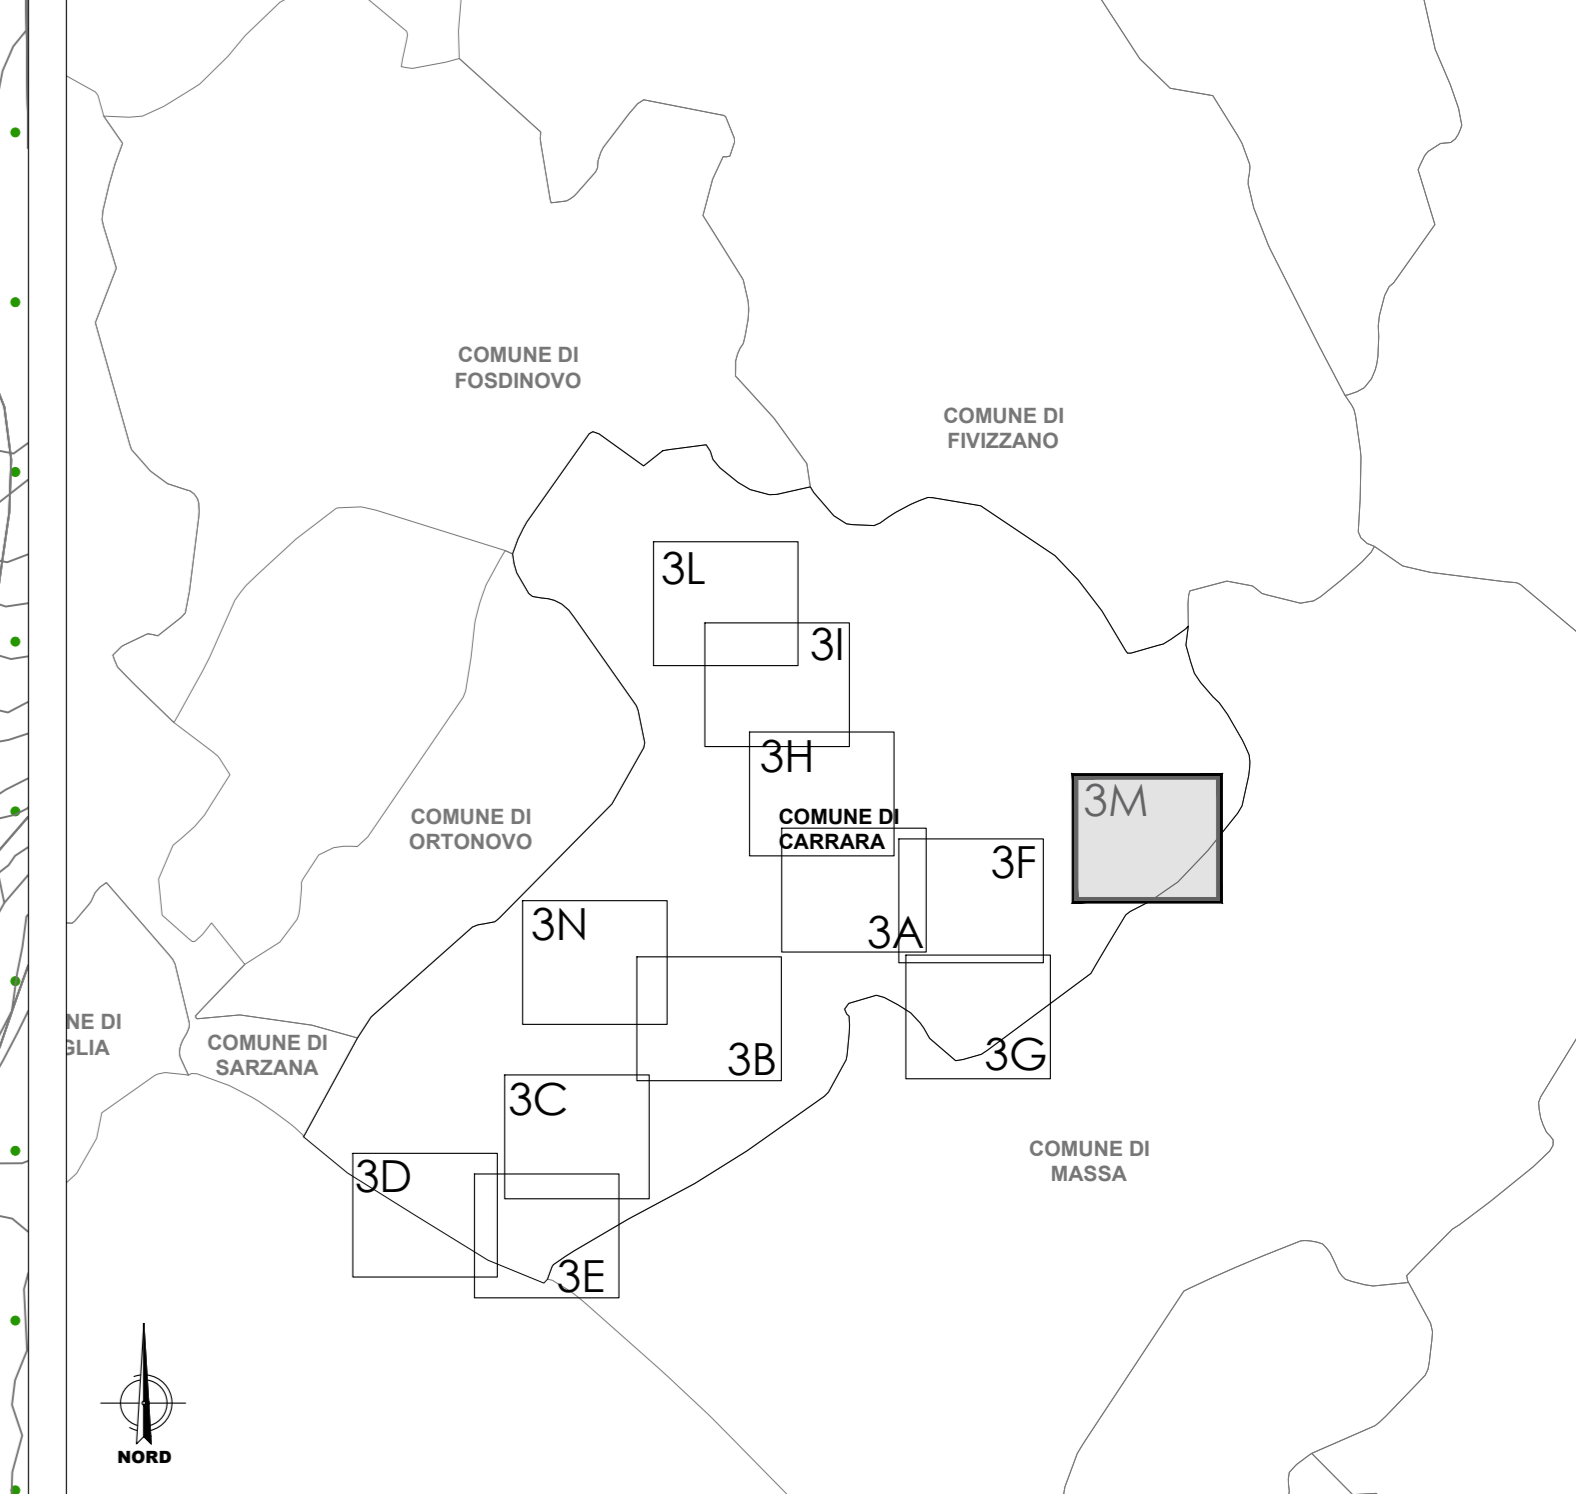 COMUNE DI
FOSDINOVO
COMUNE DI
FIVIZZANO
3L
3I
3H
3M
COMUNE DI
ORTONOVO
COMUNE DI
CARRARA
3F
3N
3A
NE DI
GLIA
COMUNE DI
SARZANA
3B
3G
3C
COMUNE DI
MASSA
3D
3E
NORD